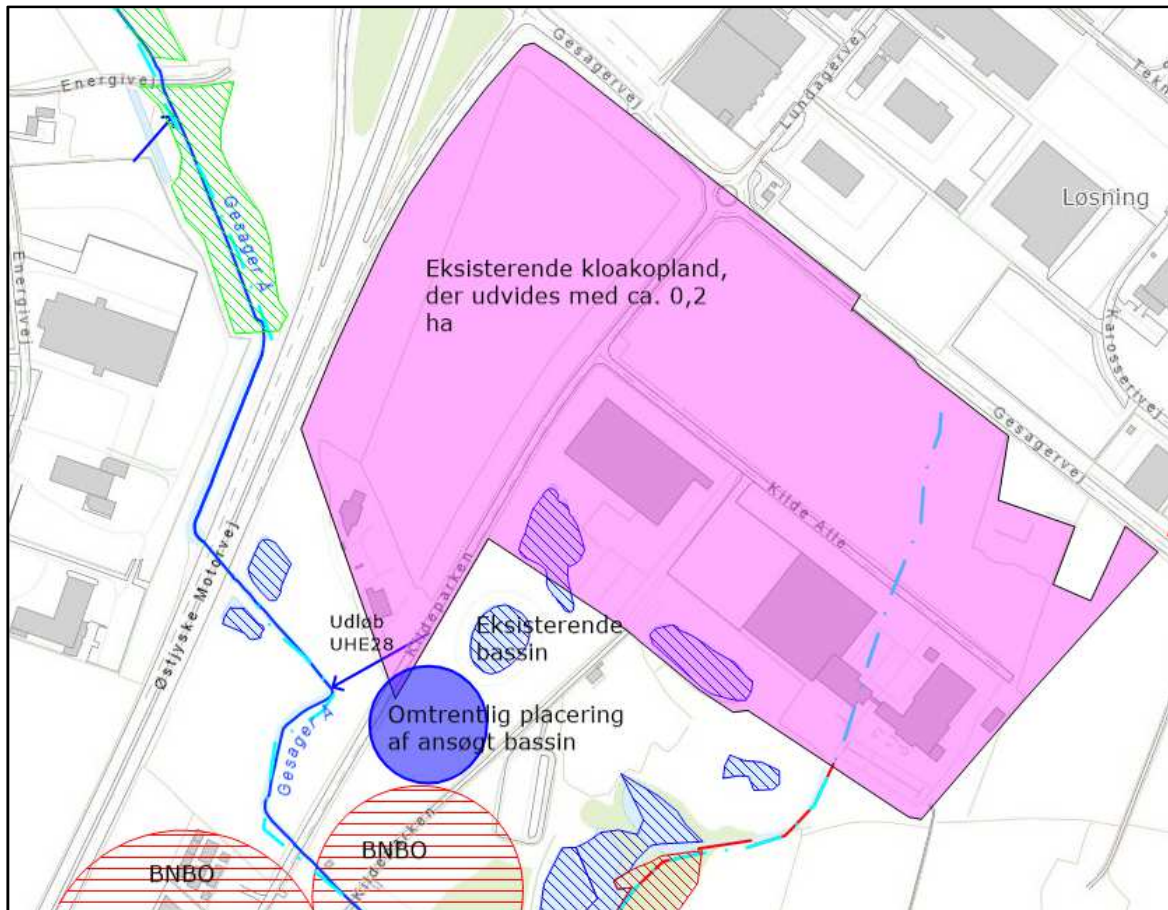 Gesagervej
Lundagervej
Tekn
Energivej
Løsning
Gesager Å
Energivej
Eksisterende kloakopland,
der udvides med ca. 0,2
ha
Karosserivej
Gesagervej
Kilde Alle
Østjyske Motorvej
Kildeparken
Udløb
UHE28
Eksisterende
bassin
Omtrentlig placering
af ansøgt bassin
Gesager Å
BNBO
BNBO
Kildeparken